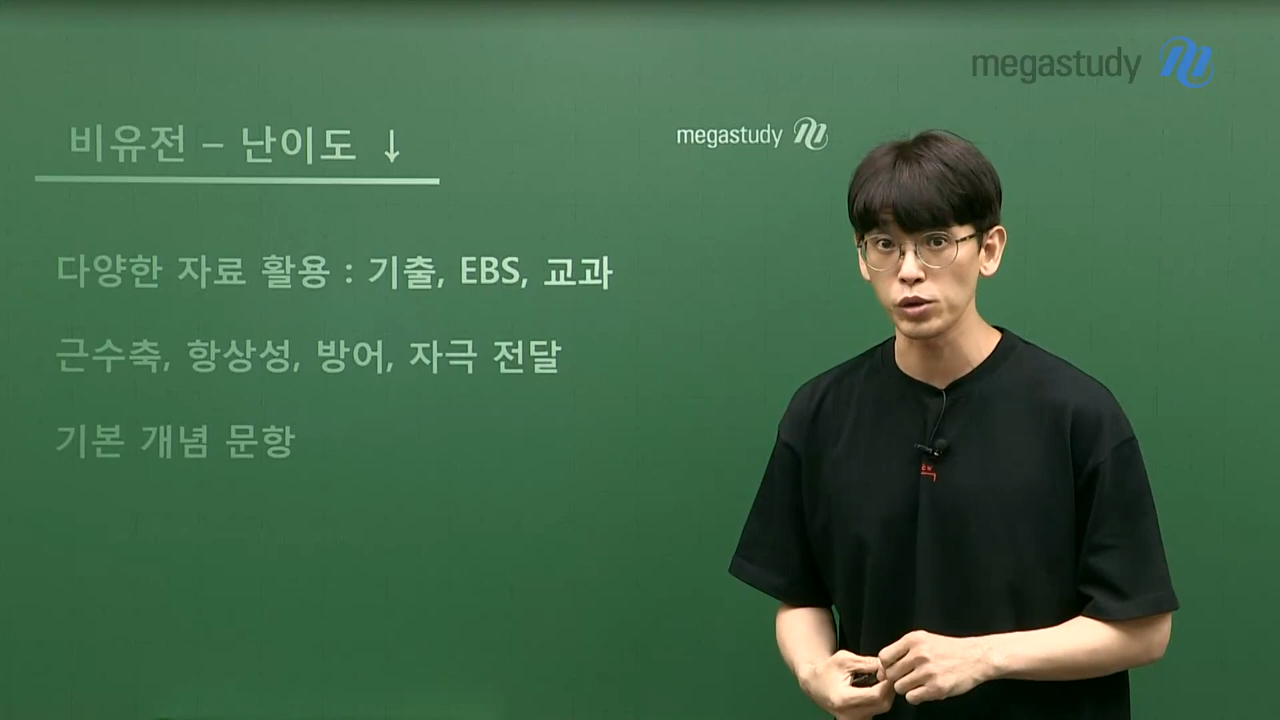 megastudy
비유전 – 난이도 ↓
megastudy
다양한 자료 활용 : 기출, EBS, 교과
근수축, 항상성, 방어, 자극 전달
기본 개념 문항